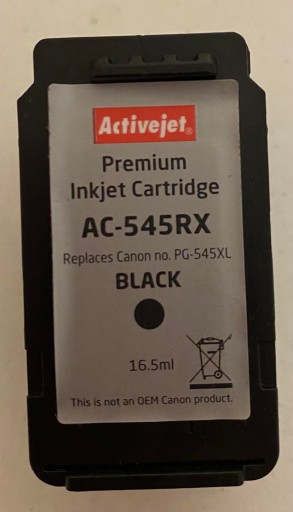 Activejet®
Premium
Inkjet Cartridge
AC-545RX
Replaces Canon no. PG-545XL
BLACK
16.5ml
This is not an OEM Canon product.